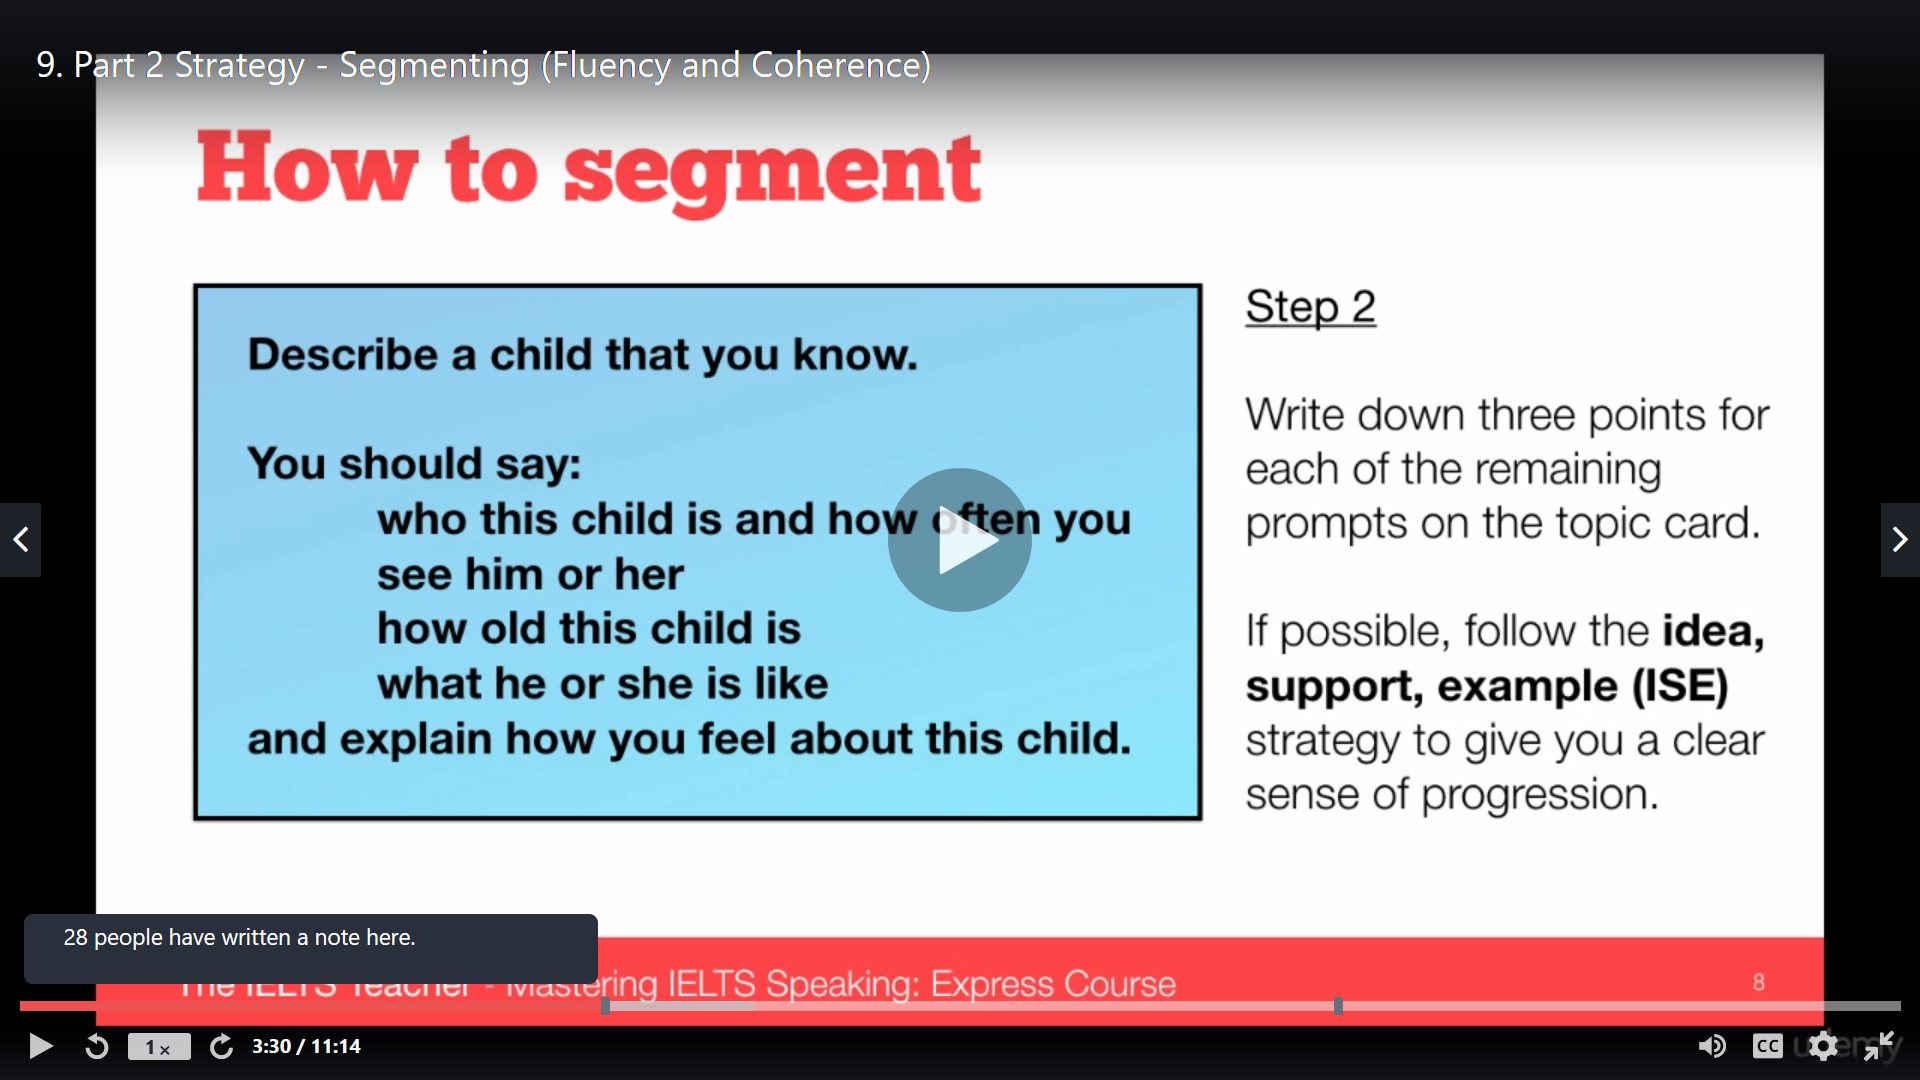 9. Part 2 Strategy - Segmenting (Fluency and Coherence)
How to segment
Describe a child that you know.
You should say:
who this child is and how often you
see him or her
how old this child is
what he or she is like
and explain how you feel about this child.
Step 2
Write down three points for
each of the remaining
prompts on the topic card.
If possible, follow the idea,
support, example (ISE)
strategy to give you a clear
sense of progression.
28 people have written a note here.
The IELTS Teacher - Mastering IELTS Speaking: Express Course
8
1x
3:30 / 11:14
CC
udemy